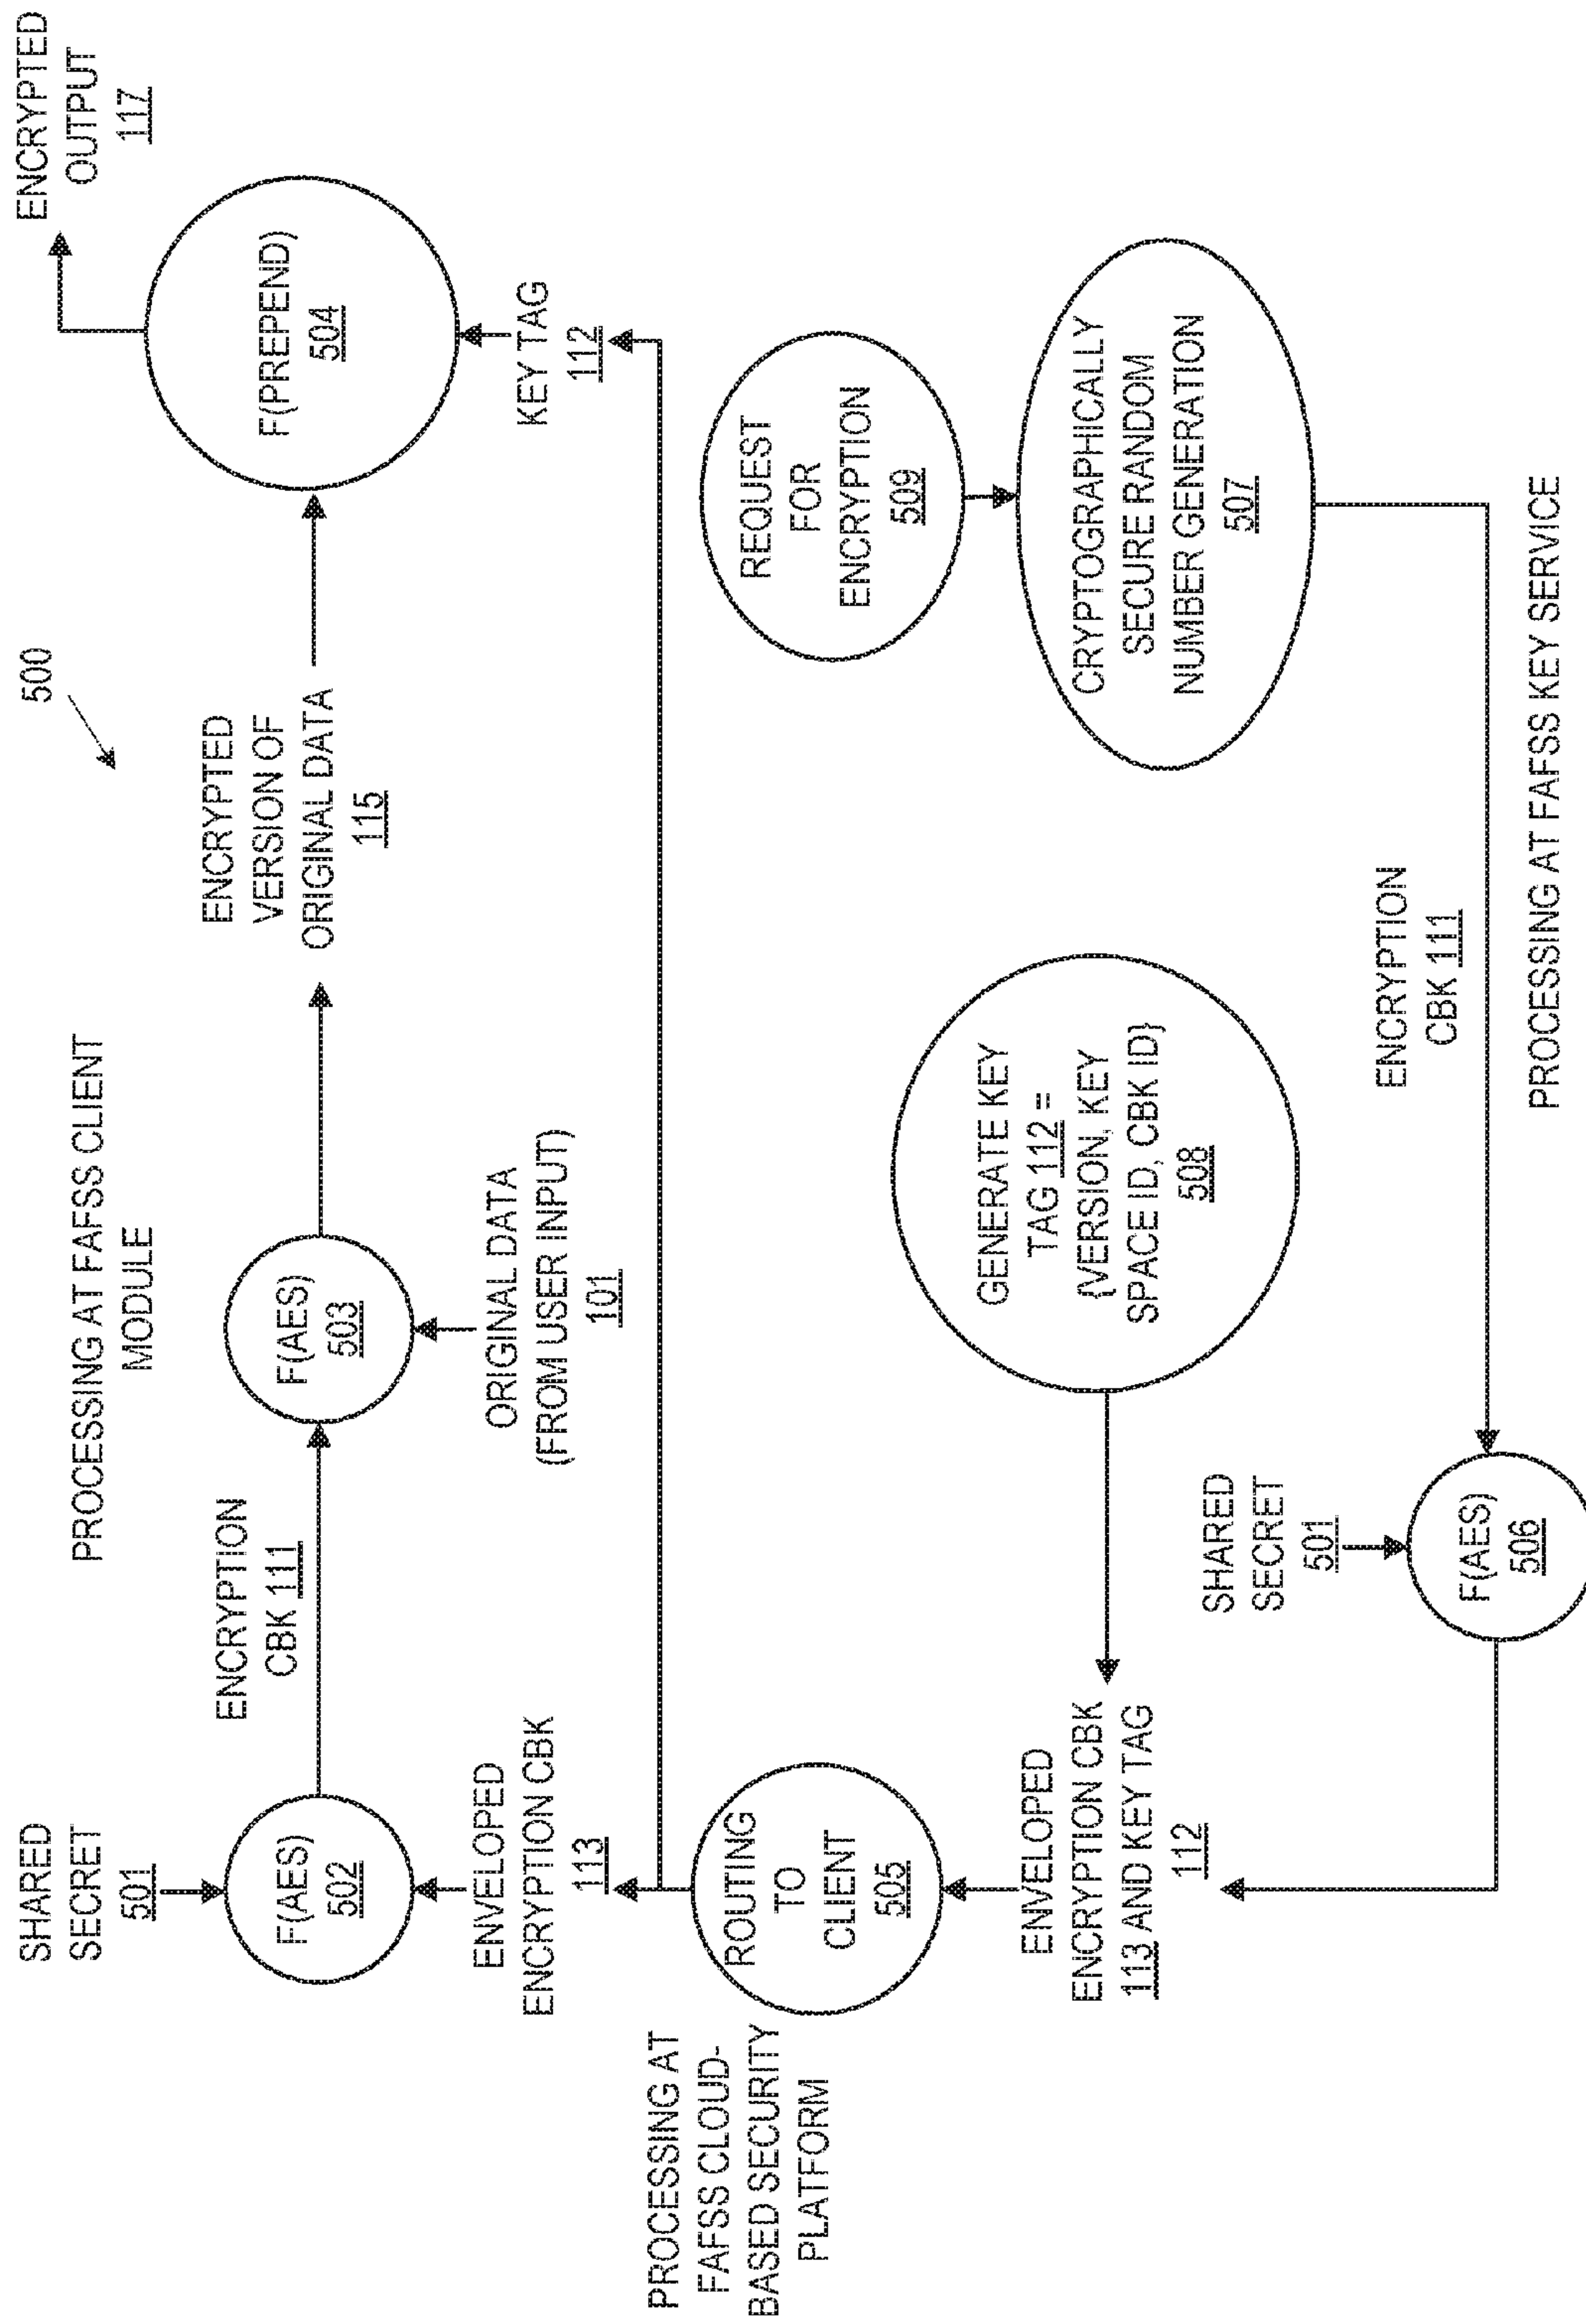 500
PROCESSING AT FAFSS CLIENT
MODULE
SHARED
SECRET
501
F(AES)
502
ENCRYPTION
CBK 111
F(AES)
503
ENCRYPTED
VERSION OF
ORIGINAL DATA
115
F(PREPEND)
504
ENCRYPTED
OUTPUT
117
ENVELOPED
ENCRYPTION CBK
113
ORIGINAL DATA
(FROM USER INPUT)
101
KEY TAG
112
PROCESSING AT
FAFSS CLOUD-
BASED SECURITY
PLATFORM
ROUTING
TO
CLIENT
505
REQUEST
FOR
ENCRYPTION
509
ENVELOPED
ENCRYPTION CBK
113 AND KEY TAG
112
GENERATE KEY
TAG 112 =
{VERSION, KEY
SPACE ID, CBK ID}
508
CRYPTOGRAPHICALLY
SECURE RANDOM
NUMBER GENERATION
507
SHARED
SECRET
501
F(AES)
506
ENCRYPTION
CBK 111
PROCESSING AT FAFSS KEY SERVICE